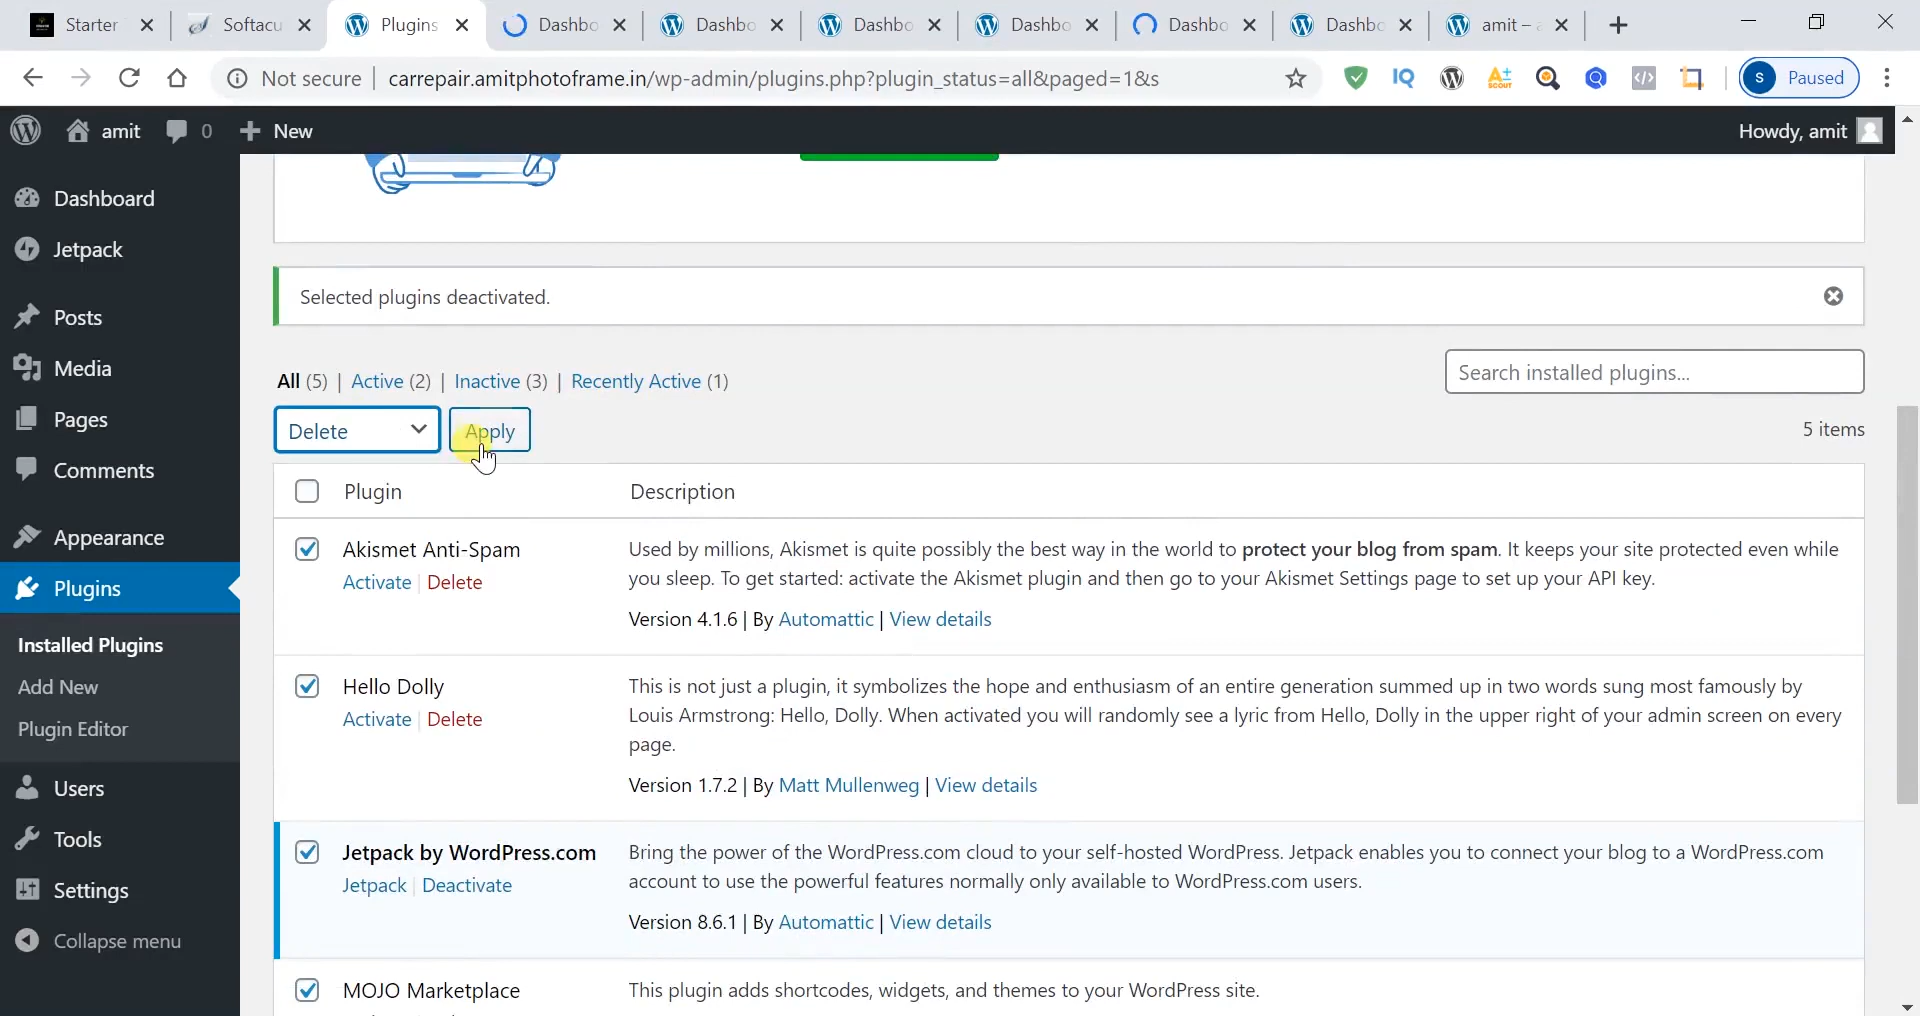 Starter
Softacu
Plugins
Dashbo
Dashbo
Dashbo
Dashbo
Dashbo
Dashbo
amit –
Not secure
carrepair.amitphotoframe.in/wp-admin/plugins.php?plugin_status=all&paged=1&s
IQ
SCOUT
S
Paused
amit
0
New
Howdy, amit
Dashboard
Jetpack
Posts
Media
Pages
Comments
Appearance
Plugins
Installed Plugins
Add New
Plugin Editor
Users
Tools
Settings
Collapse menu
Selected plugins deactivated.
All (5) | Active (2) | Inactive (3) | Recently Active (1)
Search installed plugins...
Delete
Apply
5 items
Plugin
Description
Akismet Anti-Spam
Activate | Delete
Used by millions, Akismet is quite possibly the best way in the world to protect your blog from spam. It keeps your site protected even while
you sleep. To get started: activate the Akismet plugin and then go to your Akismet Settings page to set up your API key.
Version 4.1.6 | By Automattic | View details
Hello Dolly
Activate | Delete
This is not just a plugin, it symbolizes the hope and enthusiasm of an entire generation summed up in two words sung most famously by
Louis Armstrong: Hello, Dolly. When activated you will randomly see a lyric from Hello, Dolly in the upper right of your admin screen on every
page.
Version 1.7.2 | By Matt Mullenweg | View details
Jetpack by WordPress.com
Jetpack | Deactivate
Bring the power of the WordPress.com cloud to your self-hosted WordPress. Jetpack enables you to connect your blog to a WordPress.com
account to use the powerful features normally only available to WordPress.com users.
Version 8.6.1 | By Automattic | View details
MOJO Marketplace
This plugin adds shortcodes, widgets, and themes to your WordPress site.